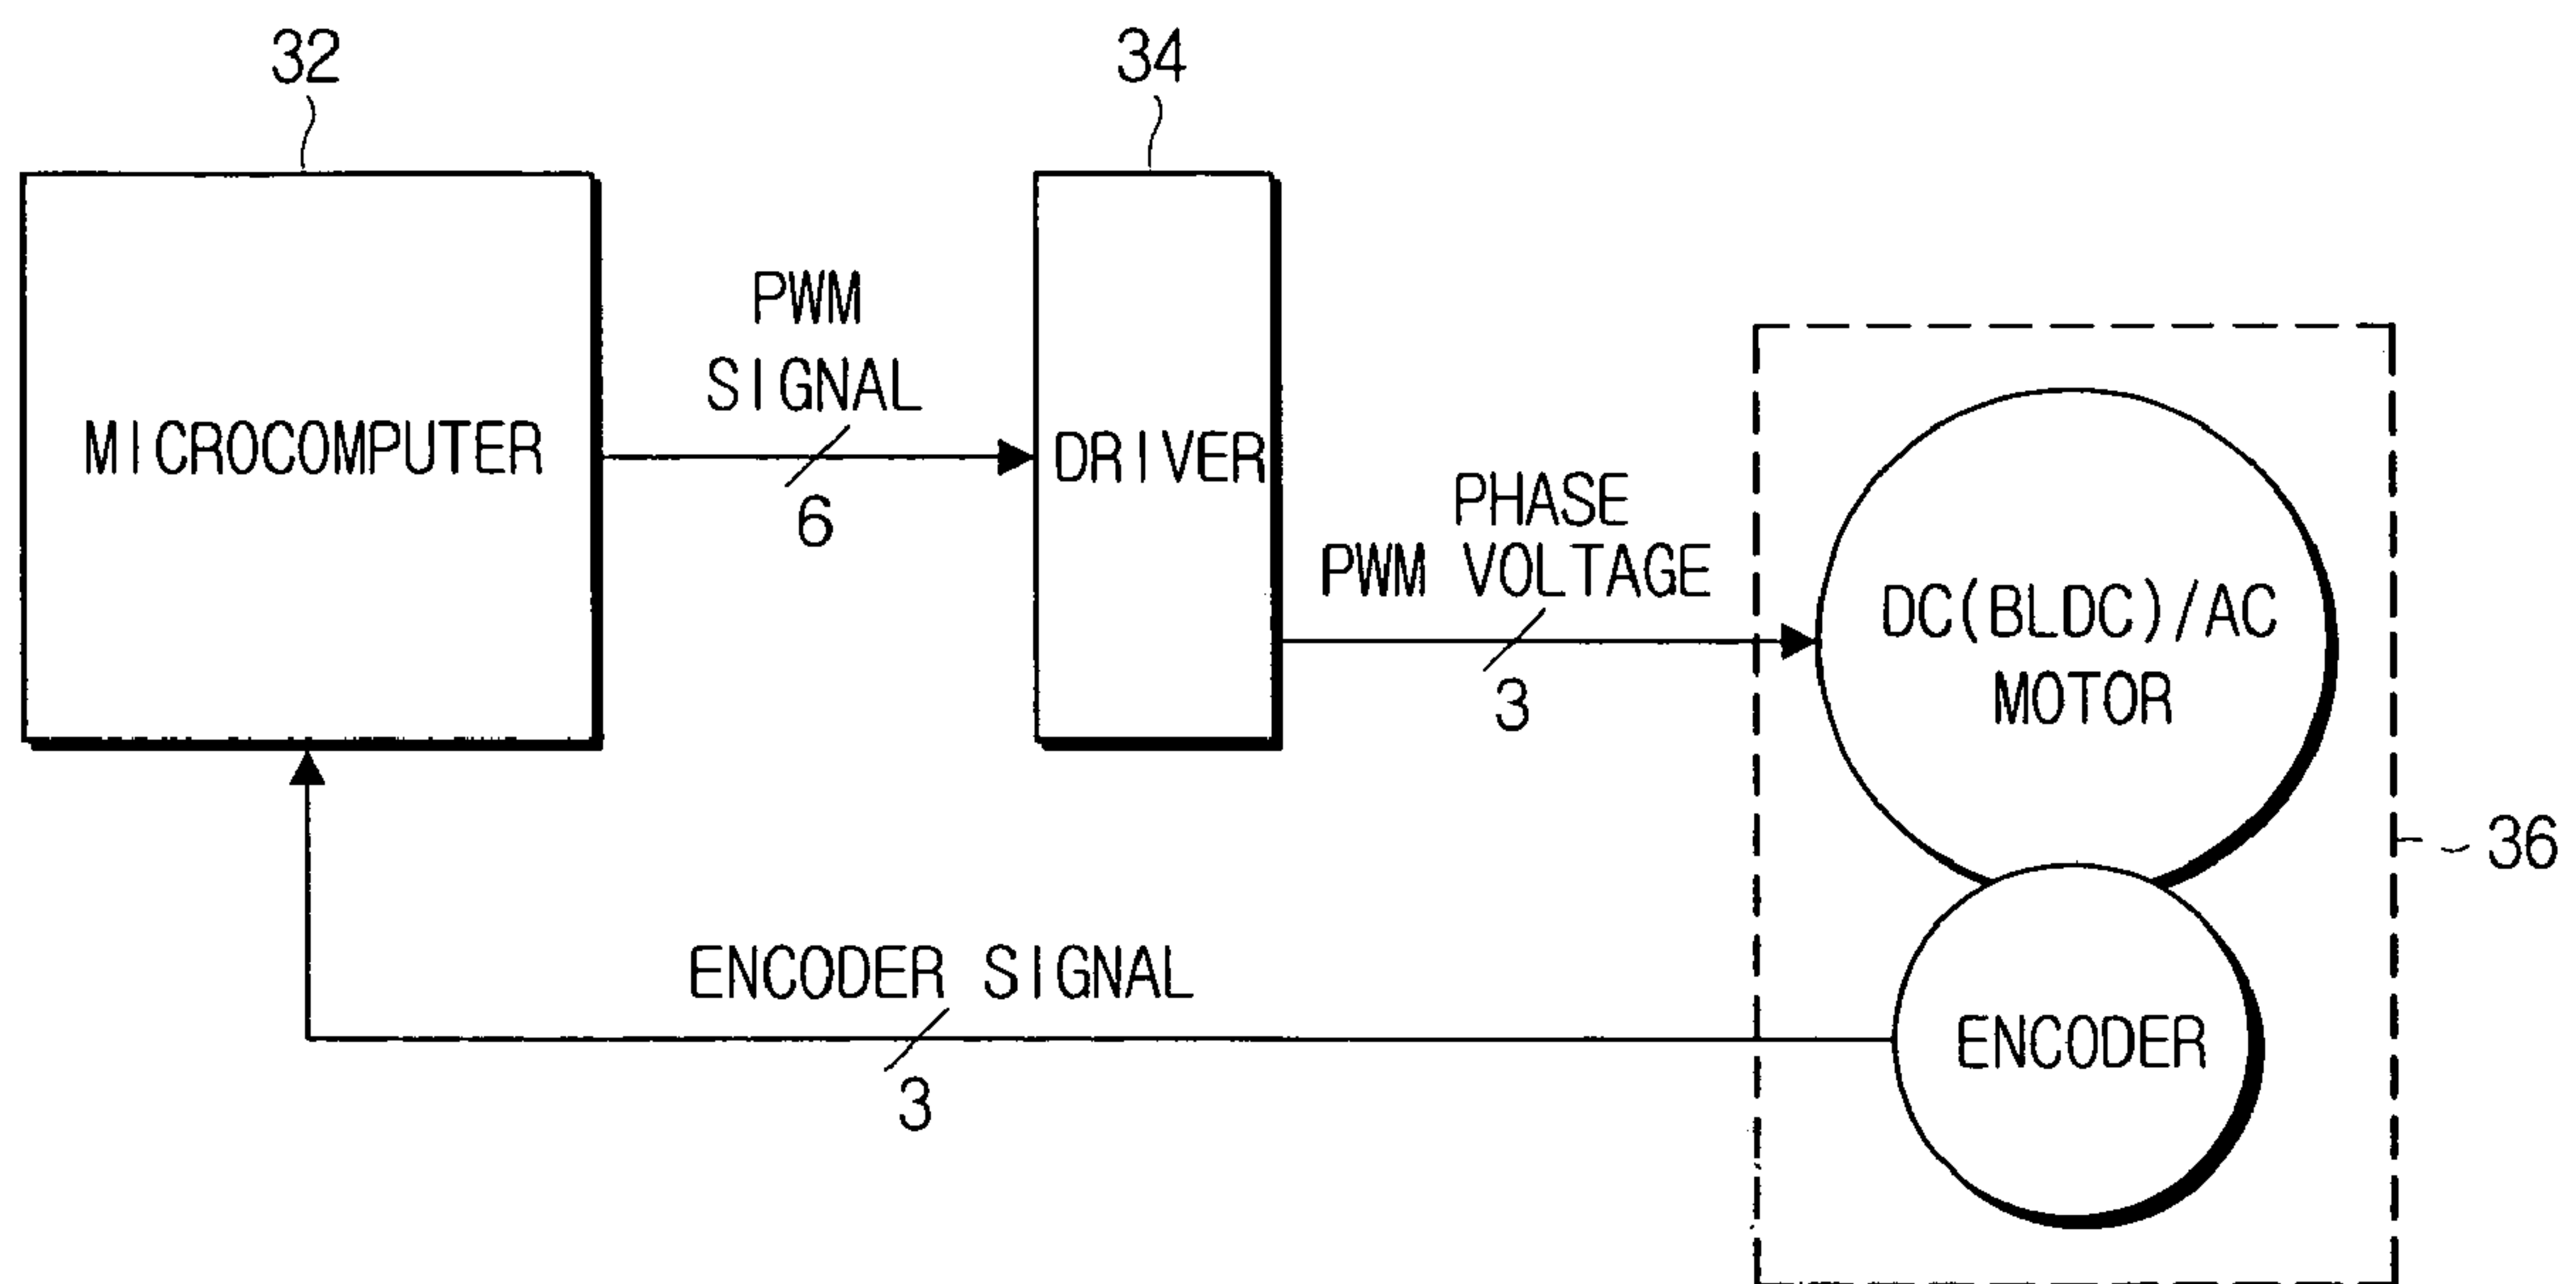 32
34
PWM
SIGNAL
MICROCOMPUTER
DRIVER
6
PHASE
PWM VOLTAGE
3
DC(BLDC)/AC
MOTOR
36
ENCODER SIGNAL
3
ENCODER